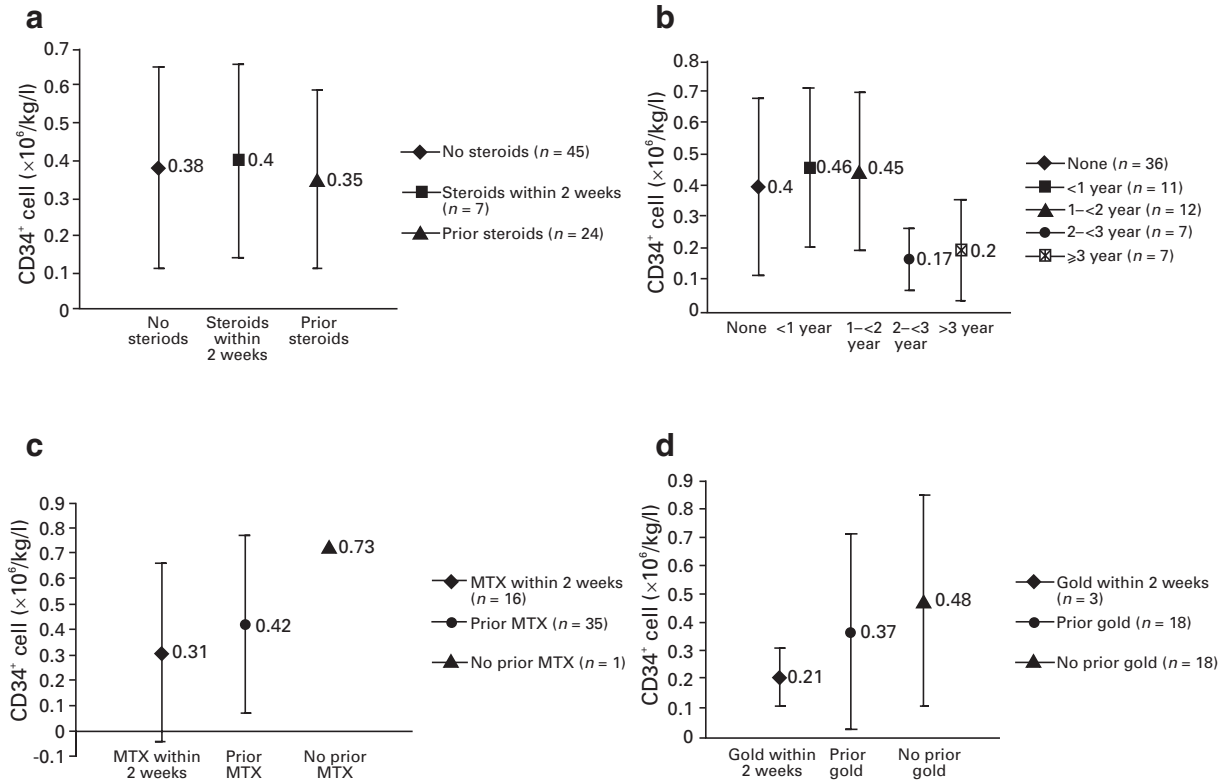 a
CD34⁺ cell (×10⁶/kg/l)
0.7
0.6
0.5
0.4
0.3
0.2
0.1
0
0.38
0.4
0.35
No
steriods
Steroids
within
2 weeks
Prior
steroids
No steroids (n = 45)
Steroids within 2 weeks
(n = 7)
Prior steroids (n = 24)
b
CD34⁺ cell (×10⁶/kg/l)
0.8
0.7
0.6
0.5
0.4
0.3
0.2
0.1
0
0.4
0.46
0.45
0.17
0.2
None
<1 year
1–<2
year
2–<3
year
>3 year
None (n = 36)
<1 year (n = 11)
1–<2 year (n = 12)
2–<3 year (n = 7)
⩾3 year (n = 7)
c
CD34⁺ cell (×10⁶/kg/l)
0.9
0.8
0.7
0.6
0.5
0.4
0.3
0.2
0.1
0
-0.1
0.31
0.42
0.73
MTX within
2 weeks
Prior
MTX
No prior
MTX
MTX within 2 weeks
(n = 16)
Prior MTX (n = 35)
No prior MTX (n = 1)
d
CD34⁺ cell (×10⁶/kg/l)
0.9
0.8
0.7
0.6
0.5
0.4
0.3
0.2
0.1
0
0.21
0.37
0.48
Gold within
2 weeks
Prior
gold
No prior
gold
Gold within 2 weeks
(n = 3)
Prior gold (n = 18)
No prior gold (n = 18)